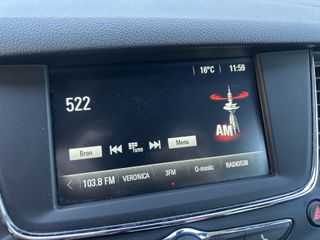 16°C 11:59
522
AM
Bron Tune Menu
103.8 FM VERONICA 3FM Q-music RADIO538